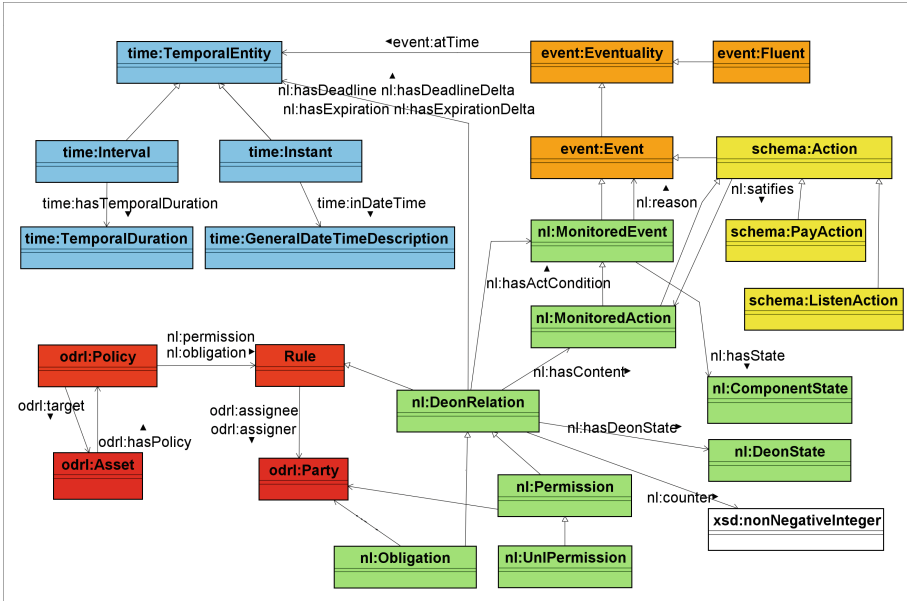 time:TemporalEntity
◄event:atTime
event:Eventuality
event:Fluent
▲
nl:hasDeadline nl:hasDeadlineDelta
nl:hasExpiration nl:hasExpirationDelta
time:Interval
time:Instant
event:Event
schema:Action
time:hasTemporalDuration
▼
time:inDateTime
▼
▲
nl:reason
nl:satifies
▼
time:TemporalDuration
time:GeneralDateTimeDescription
nl:MonitoredEvent
schema:PayAction
▲
nl:hasActCondition
schema:ListenAction
nl:MonitoredAction
nl:permission
nl:obligation►
odrl:Policy
Rule
nl:hasContent►
nl:hasState
▼
nl:ComponentState
odrl:target
▼
▲
odrl:hasPolicy
odrl:assignee
odrl:assigner
▼
nl:DeonRelation
nl:hasDeonState►
nl:DeonState
odrl:Asset
odrl:Party
nl:Permission
nl:counter►
xsd:nonNegativeInteger
nl:Obligation
nl:UnlPermission